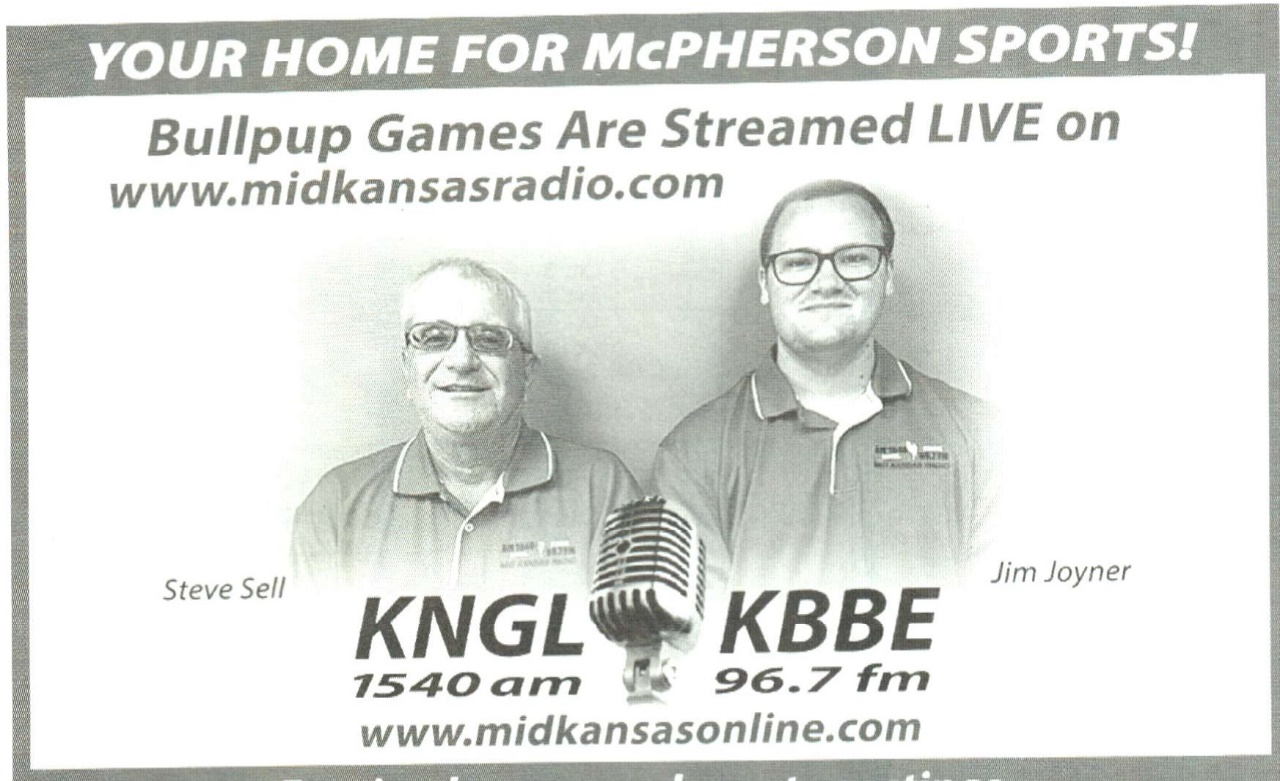 YOUR HOME FOR McPHERSON SPORTS!
Bullpup Games Are Streamed LIVE on
www.midkansasradio.com
Steve Sell
Jim Joyner
KNGL KBBE
1540 am 96.7 fm
www.midkansasonline.com